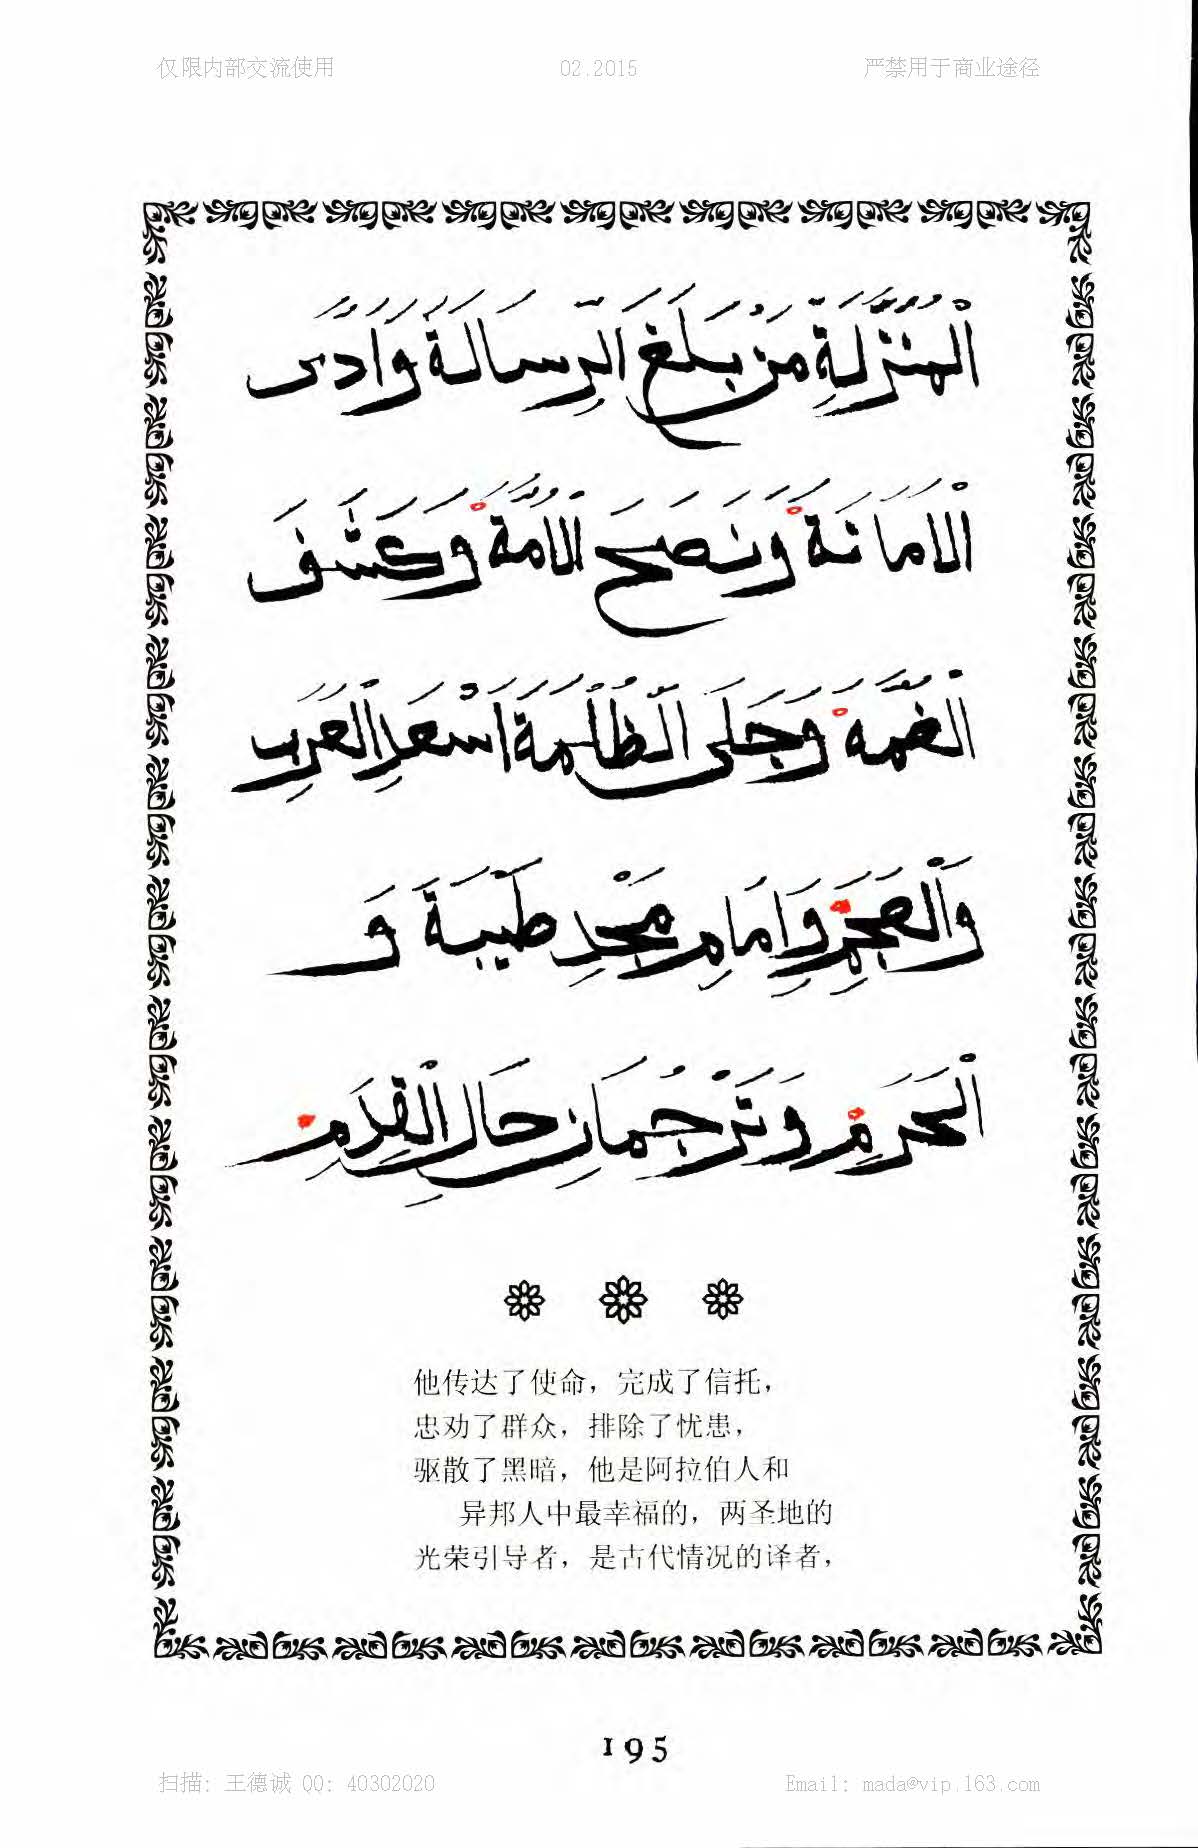 仅限内部交流使用 02.2015 严禁用于商业途径
الْمُنَزَّلَةِ مَنْ بَلَغَ الرِّسَالَةَ وَاَدَى
الْاَمَانَةَ وَنَصَحَ الْاُمَّةَ وَكَشَفَ
الْغُمَّه وَجَلَى الظُّلْمَةَ اَسْعَدِ الْعَرَبِ
وَالْعَجَمِ وَاِمَامِ مَجْدِ طَيْبَةَ وَ
الْحَرَمِ وَتَرْجُمَانِ حَالِ الْقِدَمِ
他传达了使命，完成了信托，
忠劝了群众，排除了忧患，
驱散了黑暗，他是阿拉伯人和
异邦人中最幸福的，两圣地的
光荣引导者，是古代情况的译者，
195
扫描: 王德诚 QQ: 40302020 Email: mada@vip.163.com